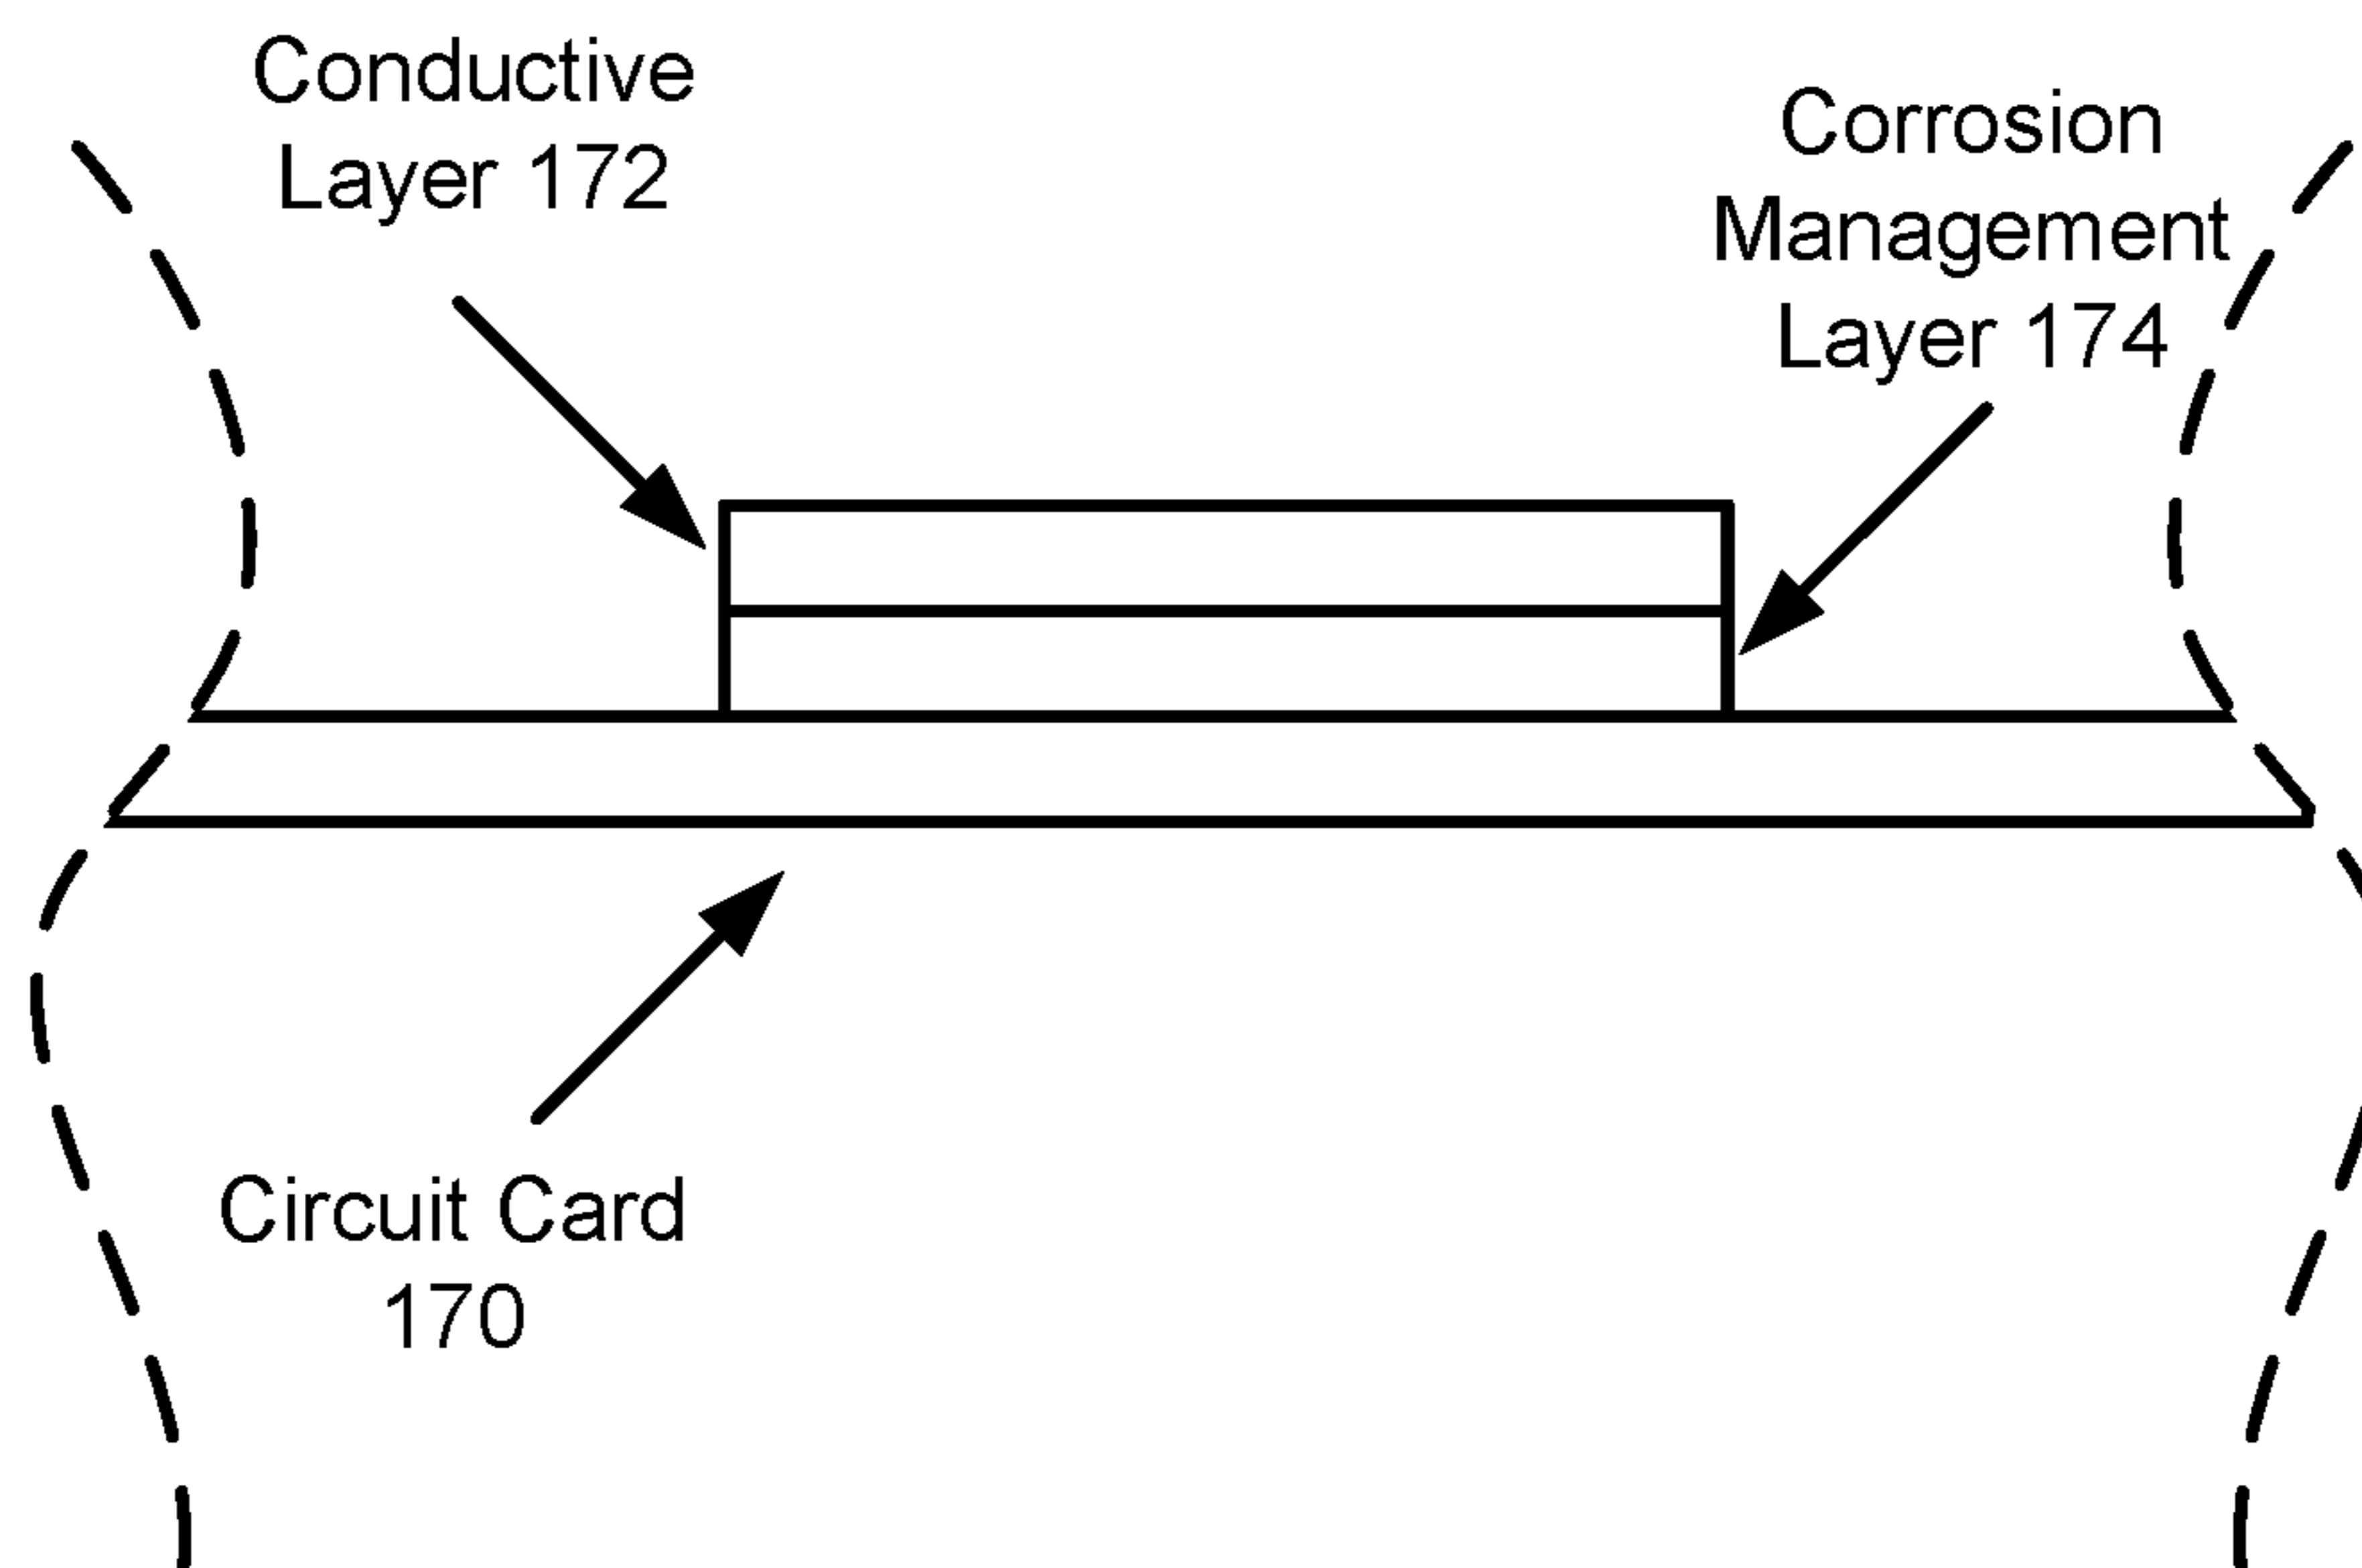 Conductive
Layer 172
Corrosion
Management
Layer 174
Circuit Card
170